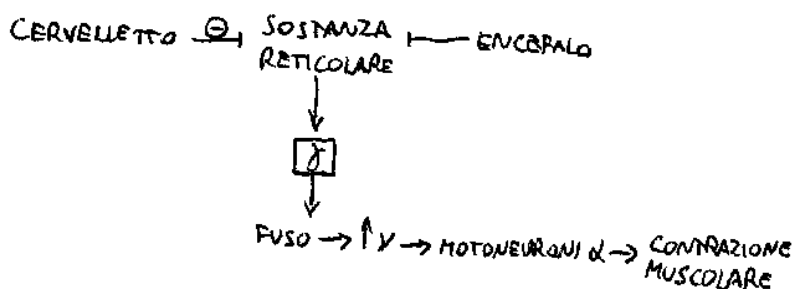 CERVELLETTO ⊖ SOSTANZA
RETICOLARE
ENCEFALO
γ
FUSO → ↑ ν → MOTONEURONI α → CONTRAZIONE
MUSCOLARE